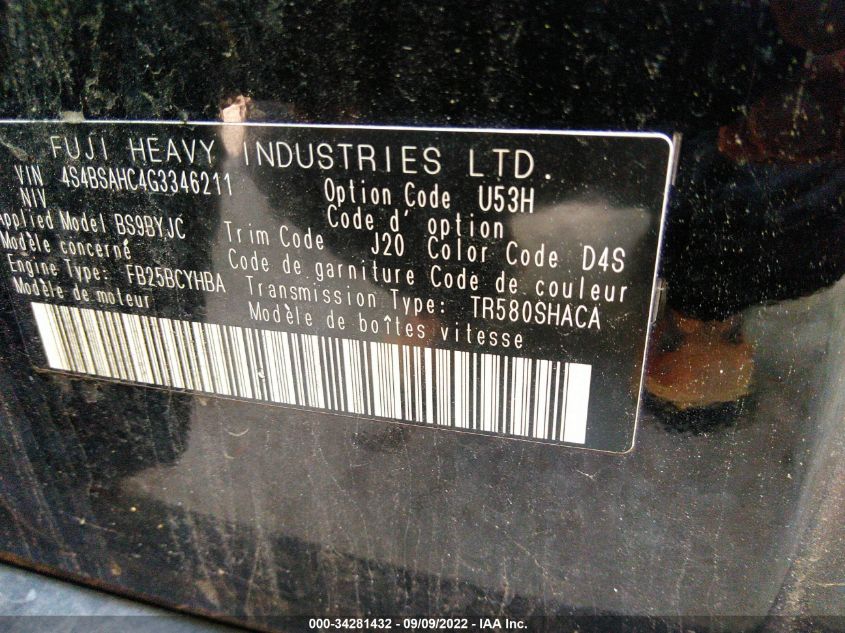 FUJI HEAVY INDUSTRIES LTD.
VIN 4S4BSAHC4G3346211 Option Code U53H
NIV Code d'option
Applied Model BS9BYJC Trim Code J20 Color Code D4S
Modèle concerné Code de garniture Code de couleur
Engine Type: FB25BCYHBA Transmission Type: TR580SHACA
Modèle de moteur Modèle de boîtes vitesse
000-34281432 - 09/09/2022 - IAA Inc.